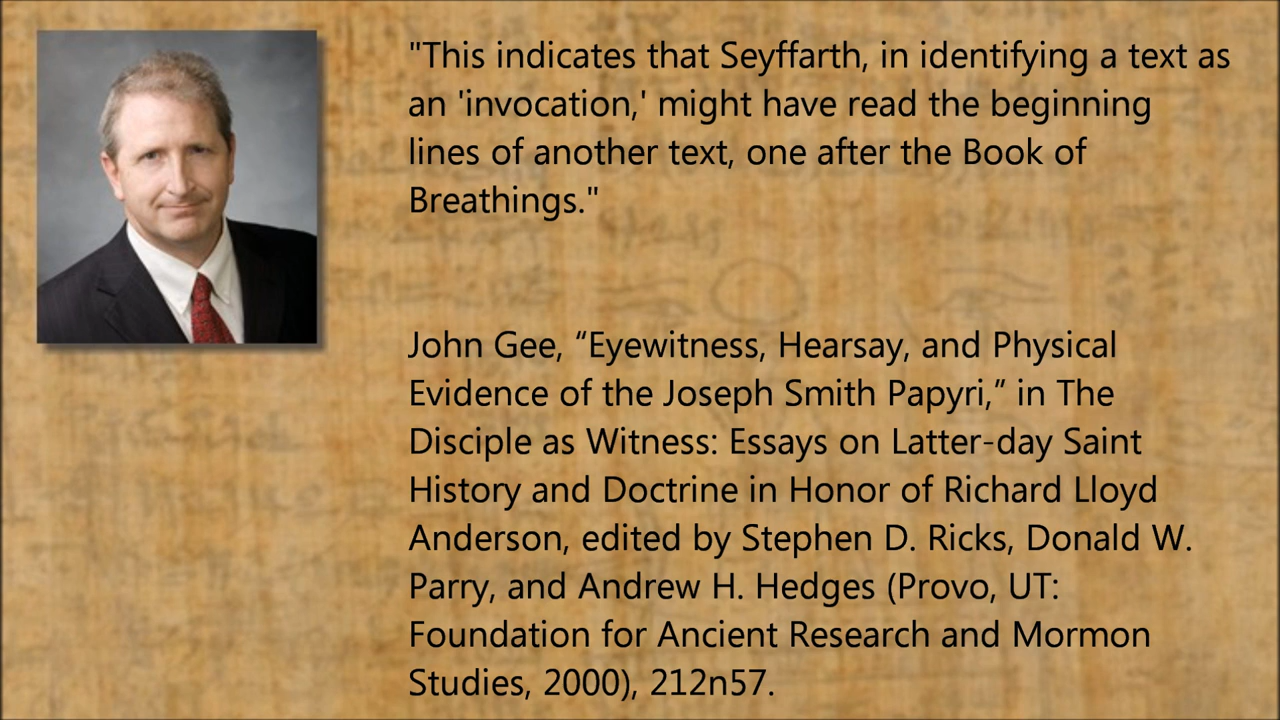 "This indicates that Seyffarth, in identifying a text as
an 'invocation,' might have read the beginning
lines of another text, one after the Book of
Breathings."
John Gee, “Eyewitness, Hearsay, and Physical
Evidence of the Joseph Smith Papyri,” in The
Disciple as Witness: Essays on Latter-day Saint
History and Doctrine in Honor of Richard Lloyd
Anderson, edited by Stephen D. Ricks, Donald W.
Parry, and Andrew H. Hedges (Provo, UT:
Foundation for Ancient Research and Mormon
Studies, 2000), 212n57.